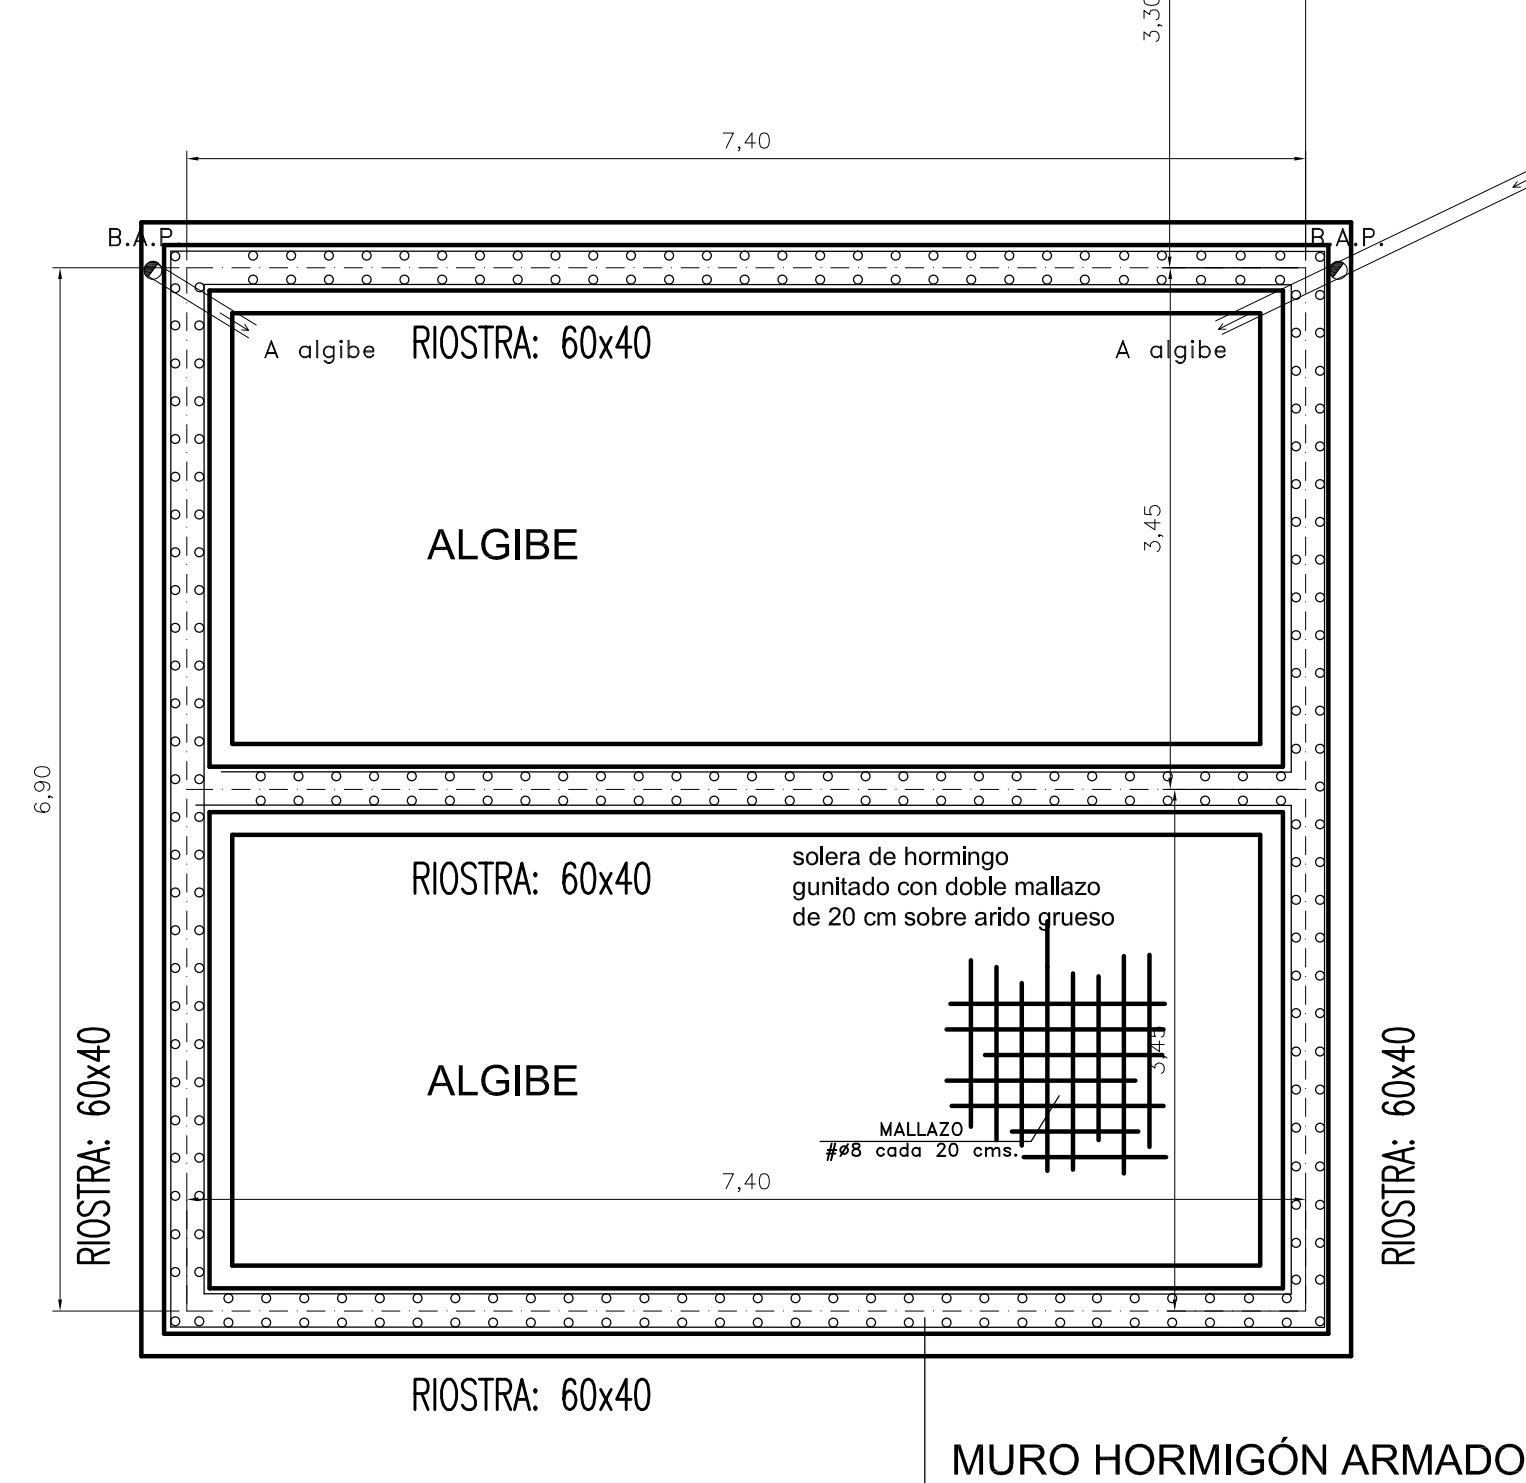 3,30
7,40
B.A.P.
B.A.P.
A algibe
RIOSTRA: 60x40
A algibe
ALGIBE
3,45
6,90
RIOSTRA: 60x40
solera de hormingo
gunitado con doble mallazo
de 20 cm sobre arido grueso
3,45
ALGIBE
RIOSTRA: 60x40
RIOSTRA: 60x40
MALLAZO
#ø8 cada 20 cms.
7,40
RIOSTRA: 60x40
MURO HORMIGÓN ARMADO